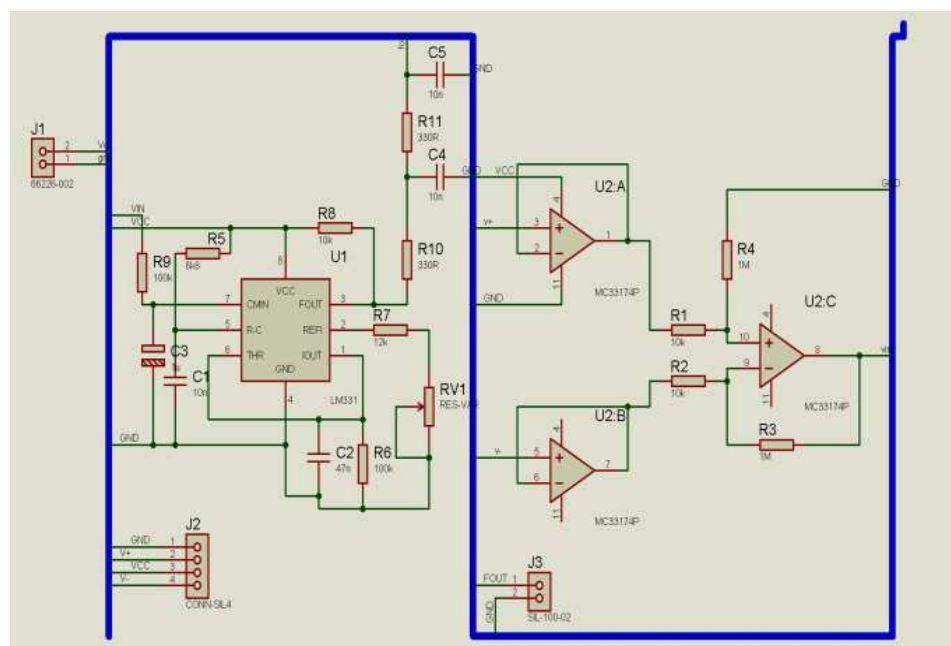 C5
GND
10n
R11
330R
J1
2
1
66226-002
C4
GND
10n
VCC
U2:A
4
V+
3
2
1
11
MC33174P
GND
VIN
VCC
R8
10k
R5
6k8
R10
330R
R9
100k
U1
8
VCC
7
CMIN
FOUT
3
5
R-C
REFI
2
6
THR
IOUT
1
GND
4
LM331
R7
12k
C3
C1
10n
RV1
RES-VAR
GND
C2
47n
R6
100k
GND
R4
1M
U2:C
R1
10k
10
9
8
4
11
MC33174P
R2
10k
R3
1M
U2:B
4
V-
5
6
7
11
MC33174P
J2
GND
1
V+
2
VCC
3
V-
4
CONN-SIL4
J3
FOUT
1
2
GND
SIL-100-02